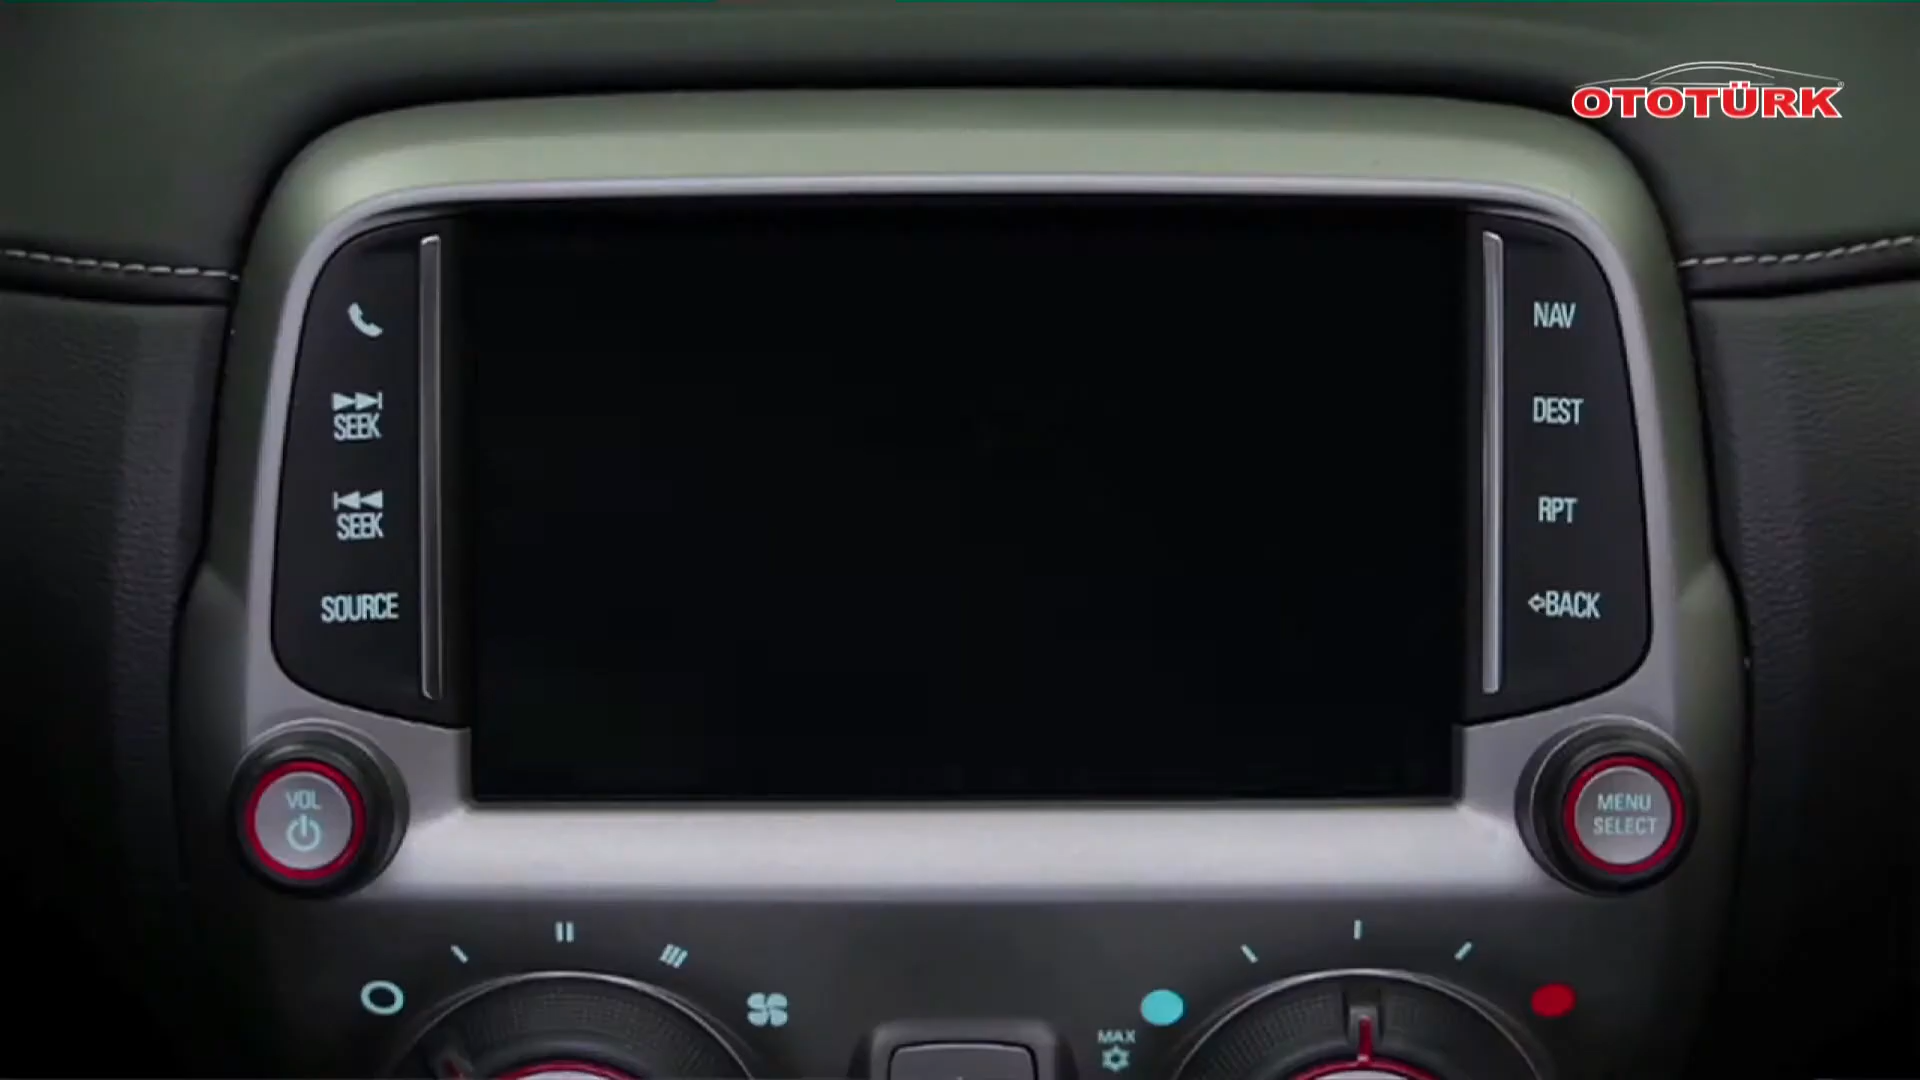 OTOTÜRK
NAV
SEEK
DEST
SEEK
RPT
SOURCE
BACK
VOL
MENU
SELECT
MAX